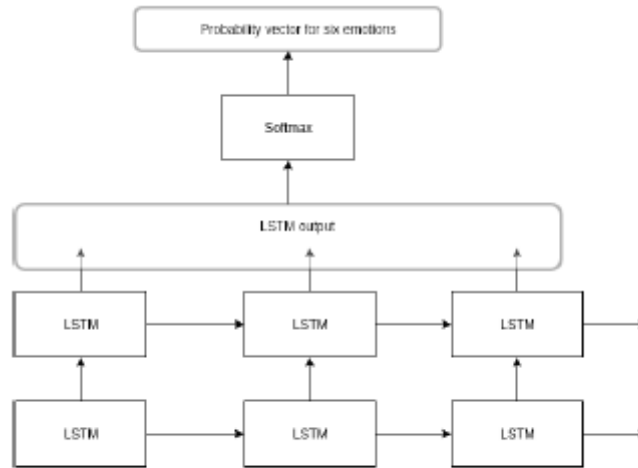 Probability vector for six emotions
Softmax
LSTM output
LSTM LSTM LSTM
LSTM LSTM LSTM